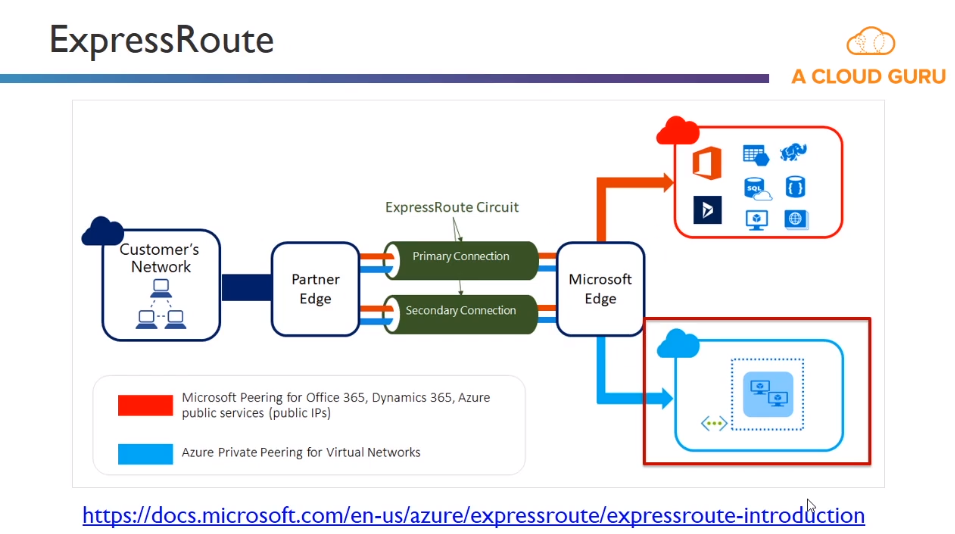 ExpressRoute
A CLOUD GURU
ExpressRoute Circuit
Customer's
Network
Partner
Edge
Primary Connection
Secondary Connection
Microsoft
Edge
SQL
Microsoft Peering for Office 365, Dynamics 365, Azure
public services (public IPs)
Azure Private Peering for Virtual Networks
https://docs.microsoft.com/en-us/azure/expressroute/expressroute-introduction